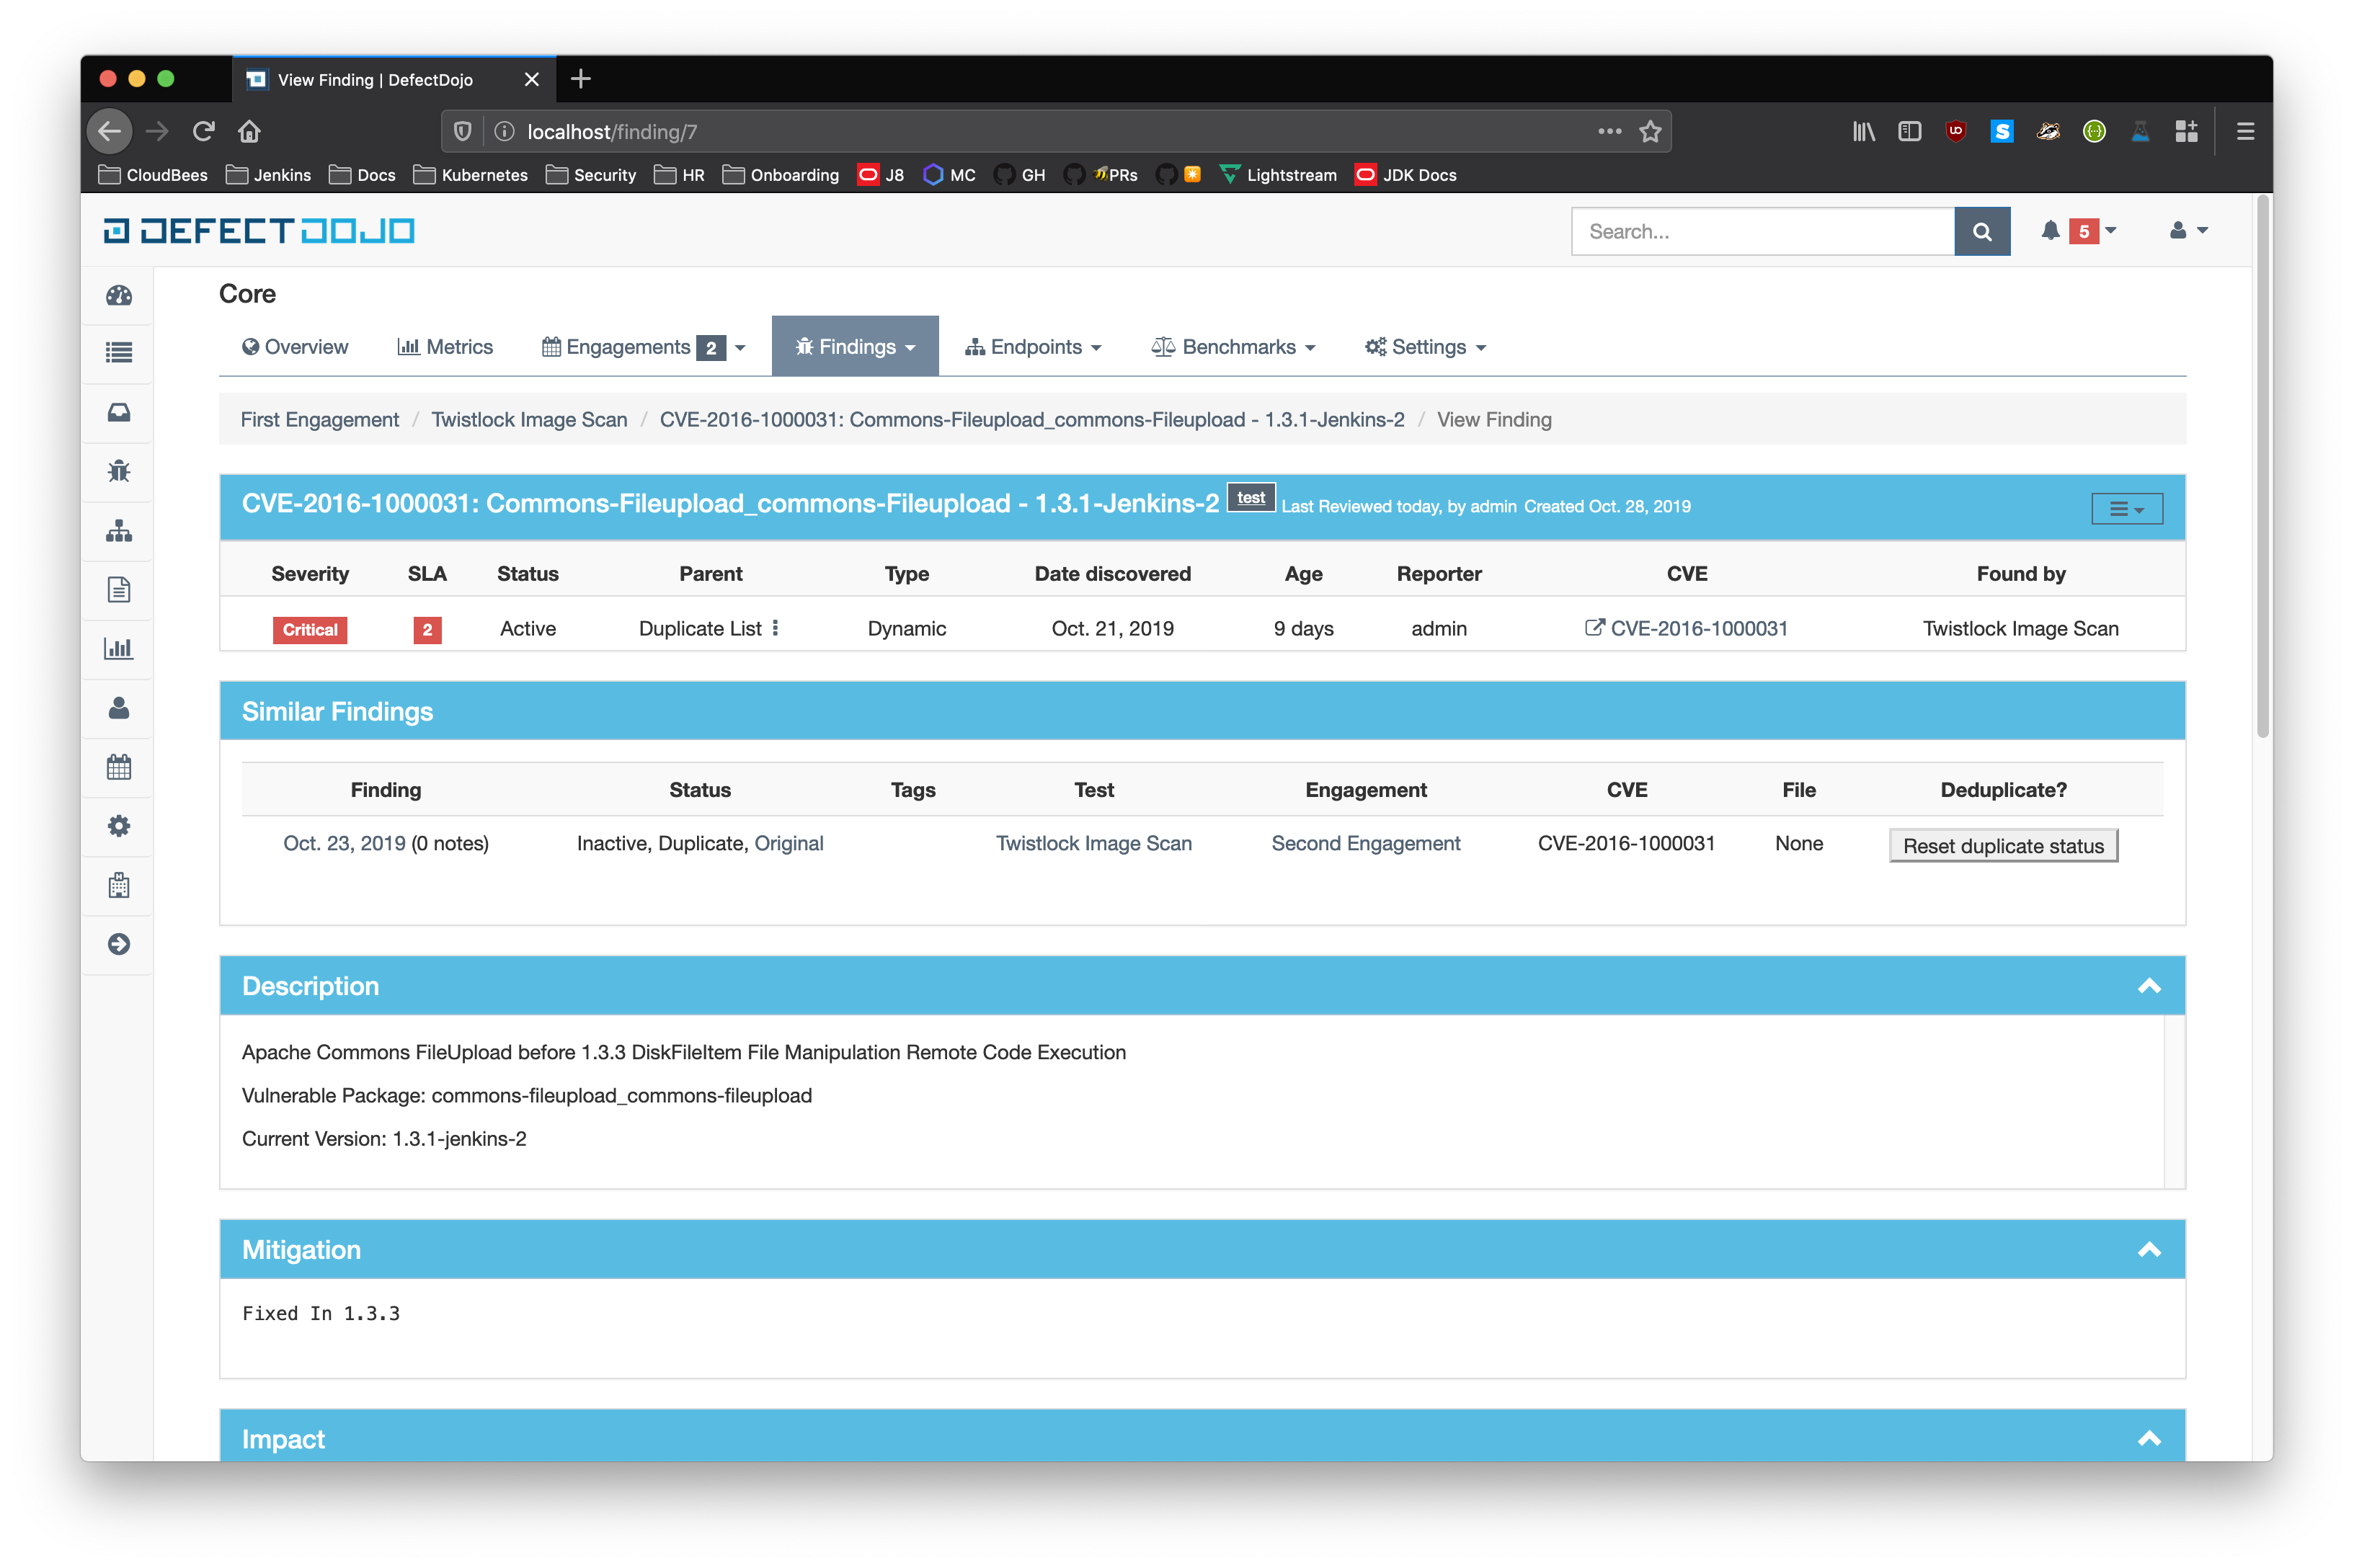 View Finding | DefectDojo
localhost/finding/7
CloudBees Jenkins Docs Kubernetes Security HR Onboarding J8 MC GH PRs Lightstream JDK Docs
DEFECTDOJO
Search...
5
Core
Overview Metrics Engagements 2 Findings Endpoints Benchmarks Settings
First Engagement / Twistlock Image Scan / CVE-2016-1000031: Commons-Fileupload_commons-Fileupload - 1.3.1-Jenkins-2 / View Finding
CVE-2016-1000031: Commons-Fileupload_commons-Fileupload - 1.3.1-Jenkins-2 test Last Reviewed today, by admin Created Oct. 28, 2019
Severity SLA Status Parent Type Date discovered Age Reporter CVE Found by
Critical 2 Active Duplicate List Dynamic Oct. 21, 2019 9 days admin CVE-2016-1000031 Twistlock Image Scan
Similar Findings
Finding Status Tags Test Engagement CVE File Deduplicate?
Oct. 23, 2019 (0 notes) Inactive, Duplicate, Original Twistlock Image Scan Second Engagement CVE-2016-1000031 None Reset duplicate status
Description
Apache Commons FileUpload before 1.3.3 DiskFileItem File Manipulation Remote Code Execution
Vulnerable Package: commons-fileupload_commons-fileupload
Current Version: 1.3.1-jenkins-2
Mitigation
Fixed In 1.3.3
Impact